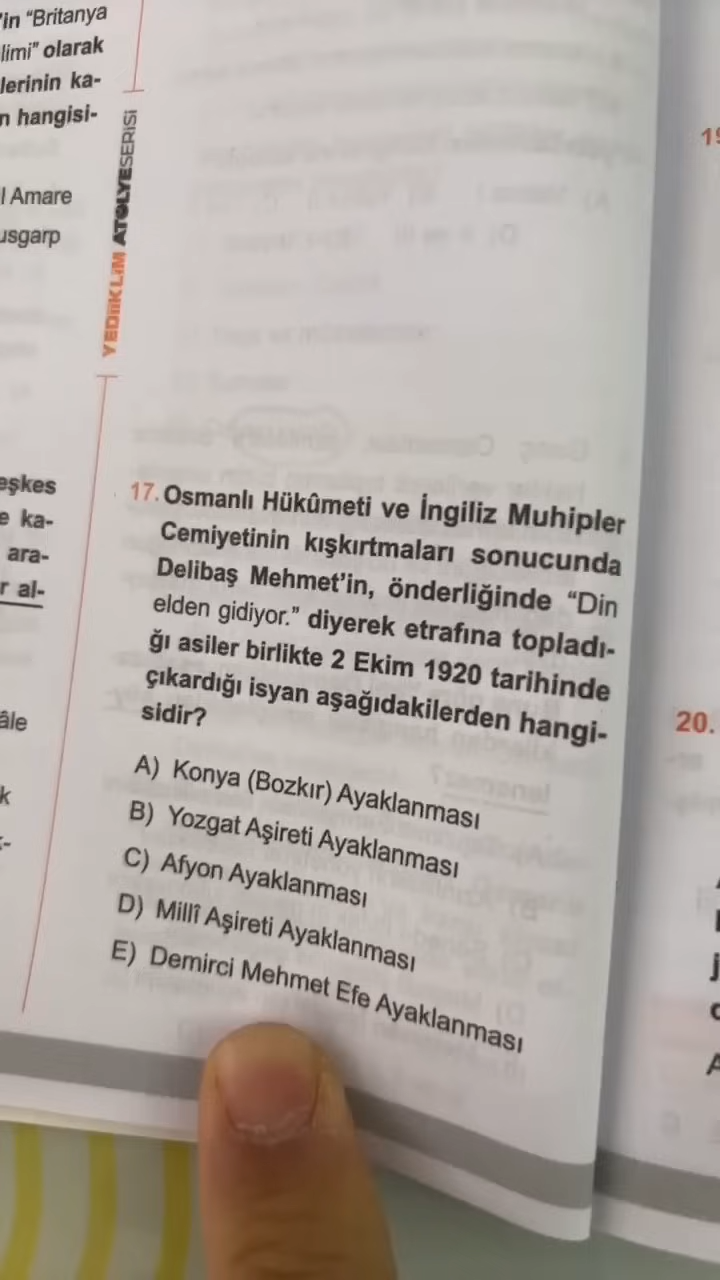 'in "Britanya
limi" olarak
lerinin ka-
n hangisi-
l Amare
usgarp
eşkes
e ka-
ara-
r al-
âle
k
YEDİİKLİM ATÖLYESERİSİ
17. Osmanlı Hükûmeti ve İngiliz Muhipler
Cemiyetinin kışkırtmaları sonucunda
Delibaş Mehmet'in, önderliğinde "Din
elden gidiyor." diyerek etrafına topladı-
ğı asiler birlikte 2 Ekim 1920 tarihinde
çıkardığı isyan aşağıdakilerden hangi-
sidir?
A) Konya (Bozkır) Ayaklanması
B) Yozgat Aşireti Ayaklanması
C) Afyon Ayaklanması
D) Millî Aşireti Ayaklanması
E) Demirci Mehmet Efe Ayaklanması
20.